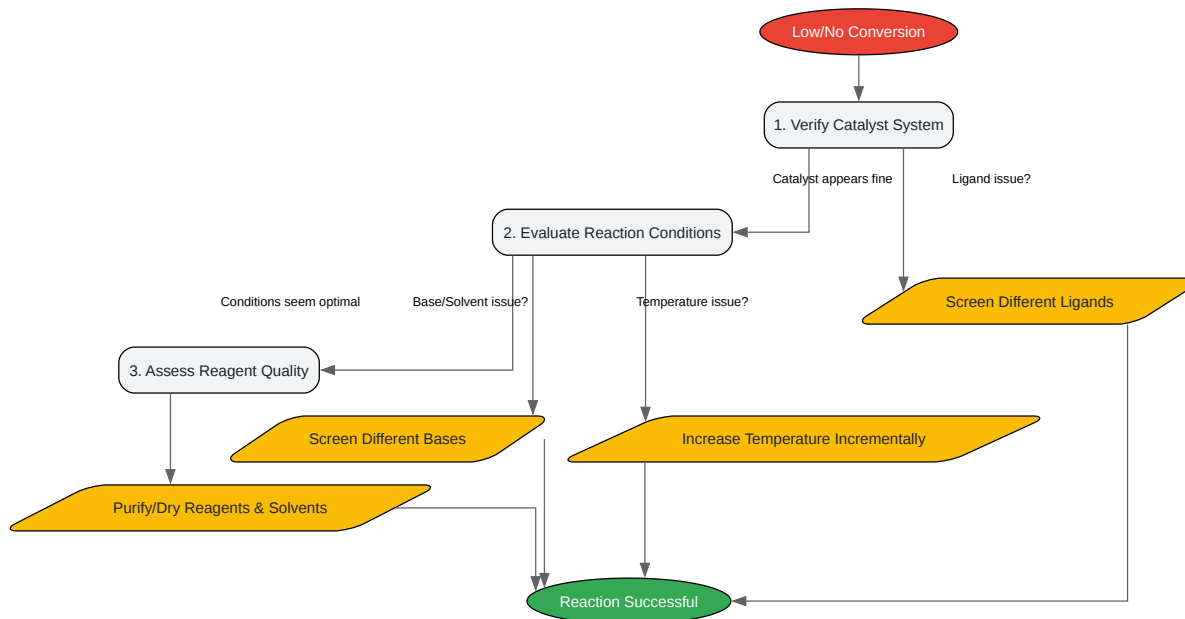 Low/No Conversion
1. Verify Catalyst System
Catalyst appears fine
Ligand issue?
2. Evaluate Reaction Conditions
Conditions seem optimal
Base/Solvent issue?
Temperature issue?
Screen Different Ligands
3. Assess Reagent Quality
Screen Different Bases
Increase Temperature Incrementally
Purify/Dry Reagents & Solvents
Reaction Successful